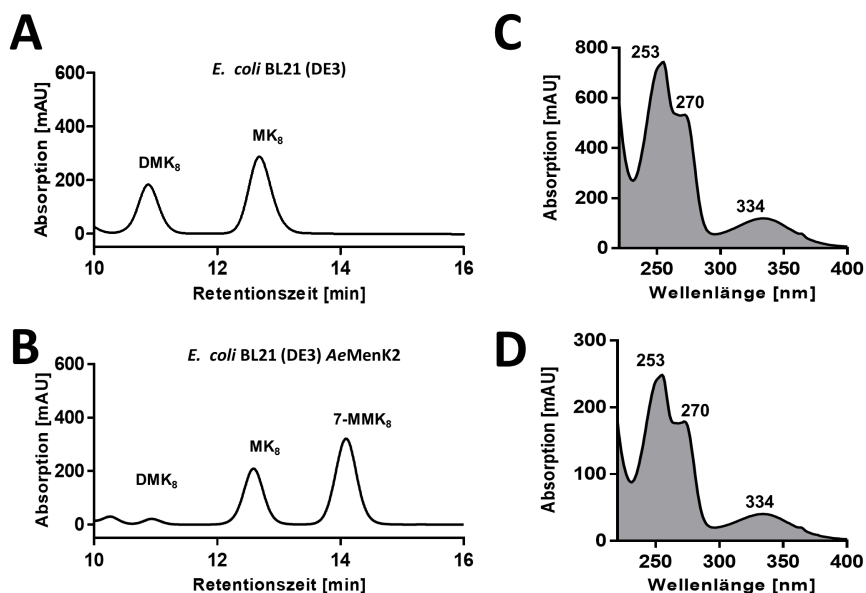 A
E. coli BL21 (DE3)
Absorption [mAU]
600
400
200
0
DMK8
MK8
10
12
14
16
Retentionszeit [min]
B
E. coli BL21 (DE3) AeMenK2
Absorption [mAU]
600
400
200
0
DMK8
MK8
7-MMK8
10
12
14
16
Retentionszeit [min]
C
Absorption [mAU]
800
600
400
200
0
253
270
334
250
300
350
400
Wellenlänge [nm]
D
Absorption [mAU]
300
200
100
0
253
270
334
250
300
350
400
Wellenlänge [nm]